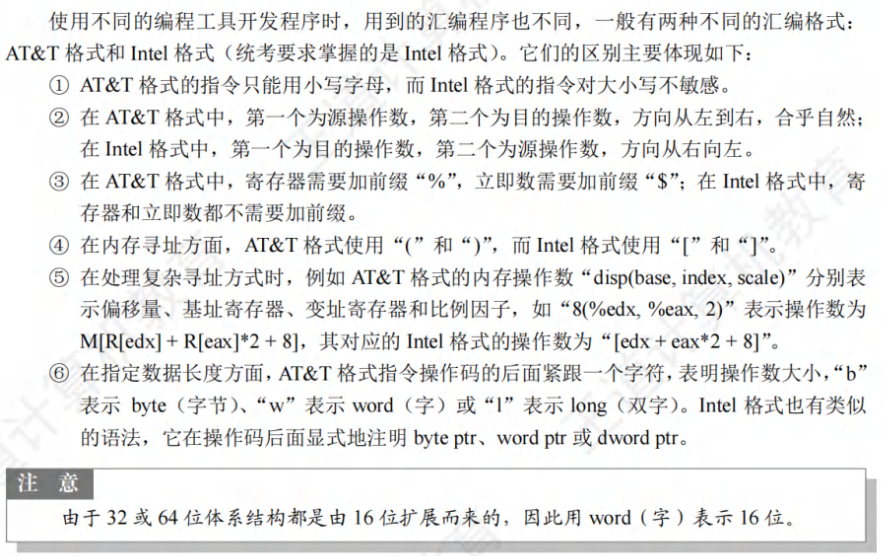 使用不同的编程工具开发程序时，用到的汇编程序也不同，一般有两种不同的汇编格式：
AT&T 格式和 Intel 格式（统考要求掌握的是 Intel 格式）。它们的区别主要体现如下：
① AT&T 格式的指令只能用小写字母，而 Intel 格式的指令对大小写不敏感。
② 在 AT&T 格式中，第一个为源操作数，第二个为目的操作数，方向从左到右，合乎自然；
在 Intel 格式中，第一个为目的操作数，第二个为源操作数，方向从右向左。
③ 在 AT&T 格式中，寄存器需要加前缀“%”，立即数需要加前缀“$”；在 Intel 格式中，寄
存器和立即数都不需要加前缀。
④ 在内存寻址方面，AT&T 格式使用“(”和“)”，而 Intel 格式使用“[”和“]”。
⑤ 在处理复杂寻址方式时，例如 AT&T 格式的内存操作数“disp(base, index, scale)”分别表
示偏移量、基址寄存器、变址寄存器和比例因子，如“8(%edx, %eax, 2)”表示操作数为
M[R[edx] + R[eax]*2 + 8]，其对应的 Intel 格式的操作数为“[edx + eax*2 + 8]”。
⑥ 在指定数据长度方面，AT&T 格式指令操作码的后面紧跟一个字符，表明操作数大小，“b”
表示 byte（字节）、“w”表示 word（字）或“l”表示 long（双字）。Intel 格式也有类似
的语法，它在操作码后面显式地注明 byte ptr、word ptr 或 dword ptr。
注 意
由于 32 或 64 位体系结构都是由 16 位扩展而来的，因此用 word（字）表示 16 位。